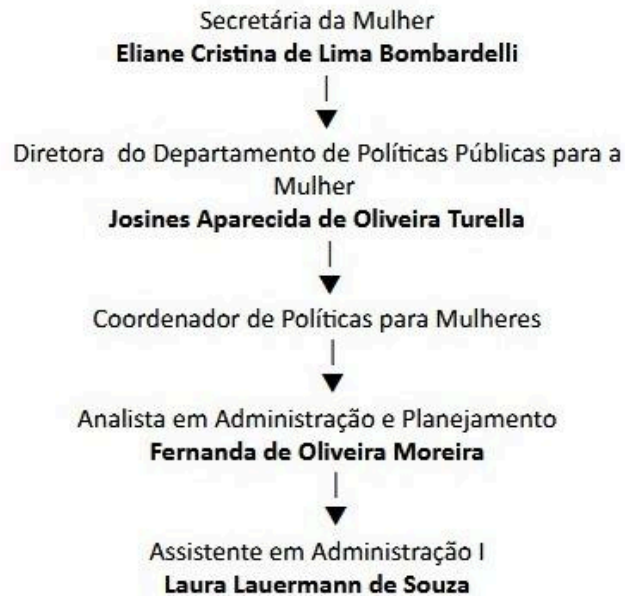 Secretária da Mulher
Eliane Cristina de Lima Bombardelli
Diretora do Departamento de Políticas Públicas para a
Mulher
Josines Aparecida de Oliveira Turella
Coordenador de Políticas para Mulheres
Analista em Administração e Planejamento
Fernanda de Oliveira Moreira
Assistente em Administração I
Laura Lauermann de Souza